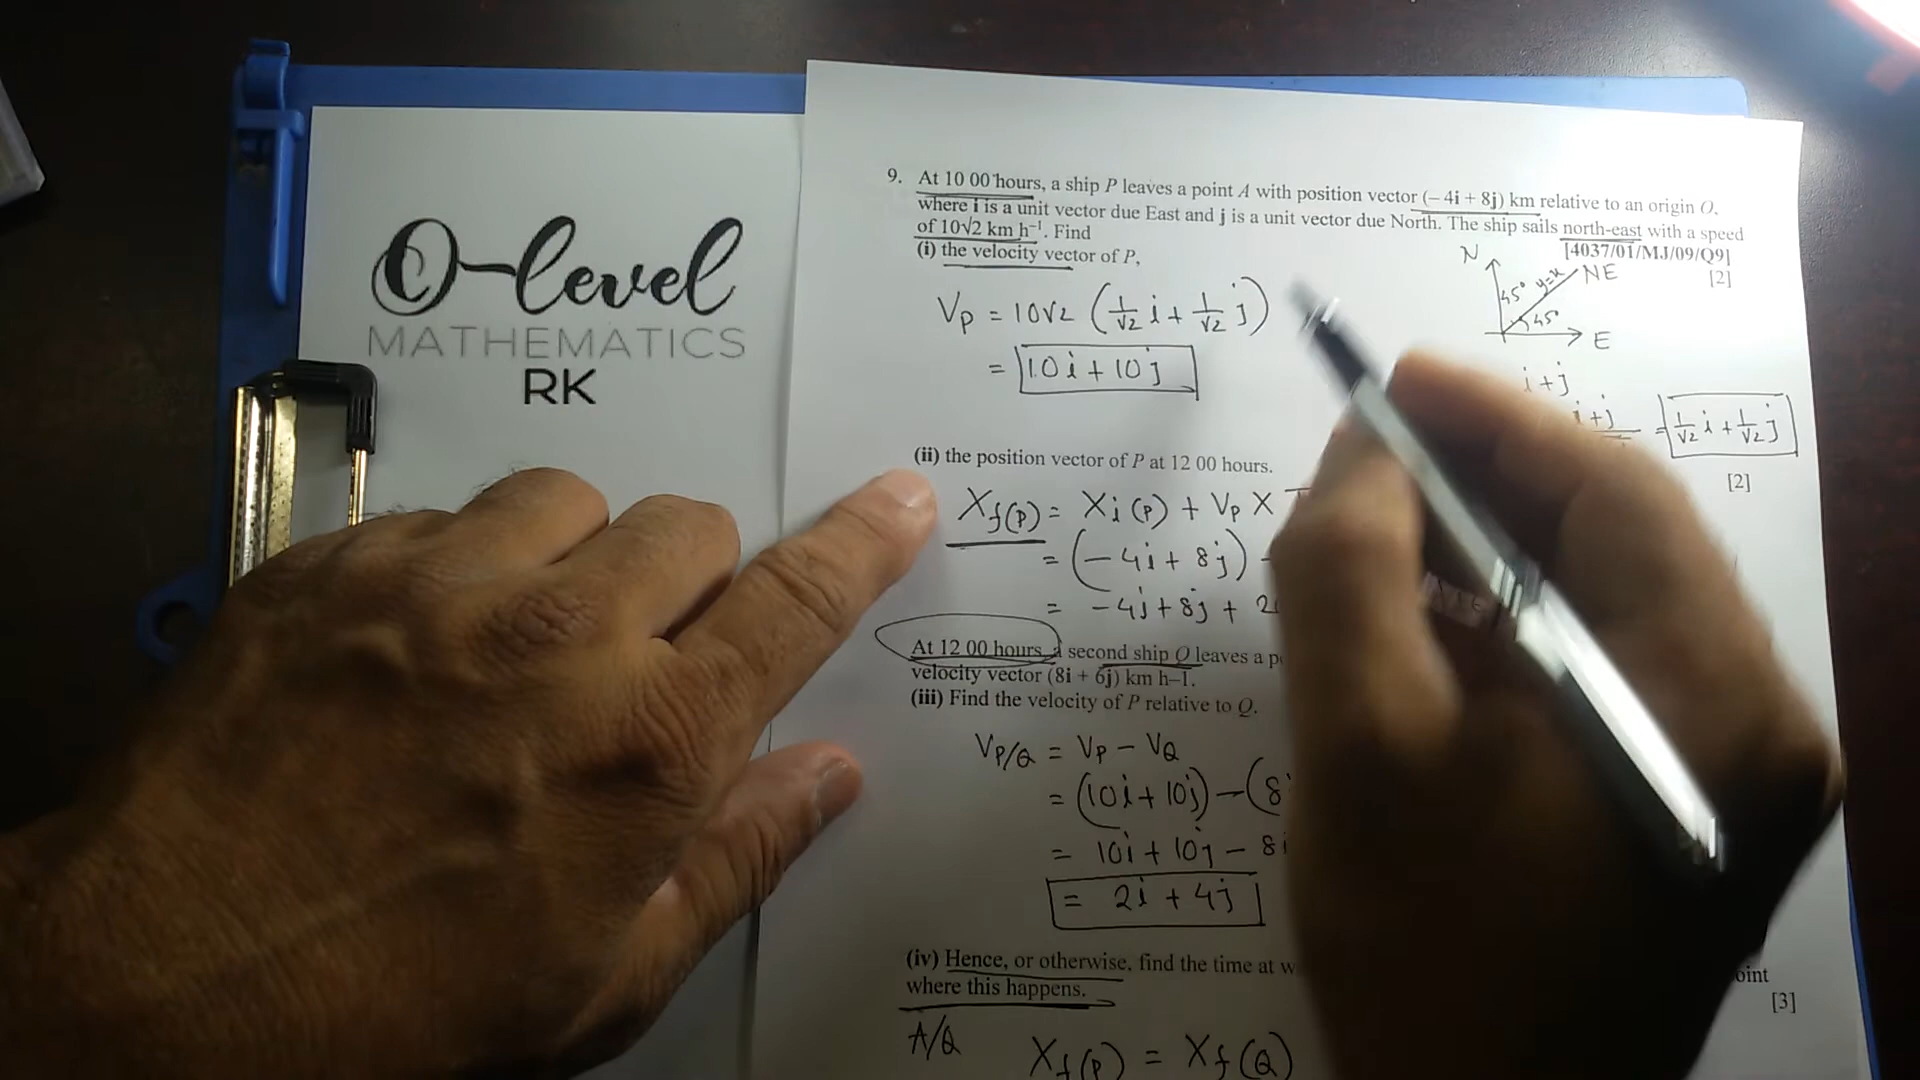 O-level
MATHEMATICS
RK
9. At 10 00 hours, a ship P leaves a point A with position vector (– 4i + 8j) km relative to an origin O,
where i is a unit vector due East and j is a unit vector due North. The ship sails north-east with a speed
of 10√2 km h⁻¹. Find
[4037/01/MJ/09/Q9]
(i) the velocity vector of P,
[2]
N
NE
45°
y=x
45°
E
Vp = 10√2 (1/√2 i + 1/√2 j)
= 10i + 10j
i+j
i+j
= 1/√2 i + 1/√2 j
(ii) the position vector of P at 12 00 hours.
[2]
Xf(P) = Xi(P) + Vp X
= (-4i + 8j)
= -4i + 8j +
At 12 00 hours, a second ship Q leaves a
velocity vector (8i + 6j) km h–1.
(iii) Find the velocity of P relative to Q.
VP/Q = VP - VQ
= (10i + 10j) - (8
= 10i + 10j - 8i
= 2i + 4j
(iv) Hence, or otherwise, find the time at
where this happens.
[3]
A/Q
Xf(P) = Xf(Q)